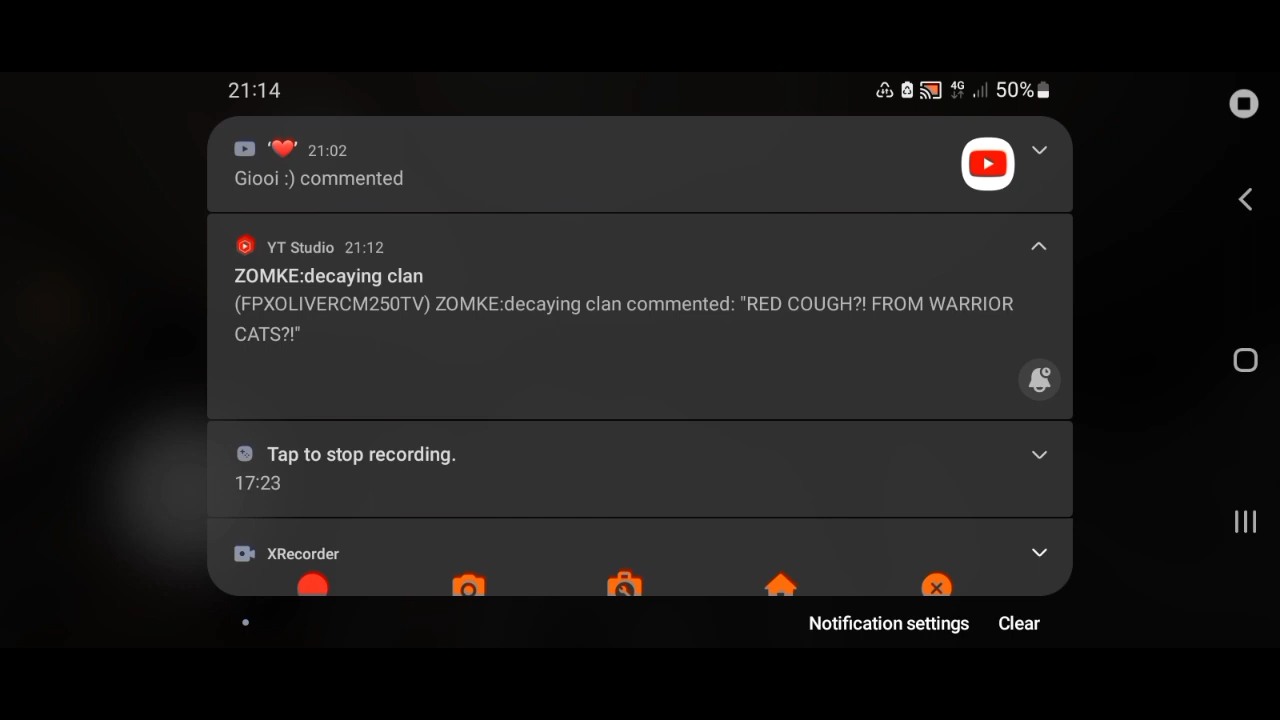 21:14
4G
50%
'❤️' 21:02
Giooi :) commented
YT Studio 21:12
ZOMKE:decaying clan
(FPXOLIVERCM250TV) ZOMKE:decaying clan commented: "RED COUGH?! FROM WARRIOR
CATS?!"
Tap to stop recording.
17:23
XRecorder
Notification settings Clear